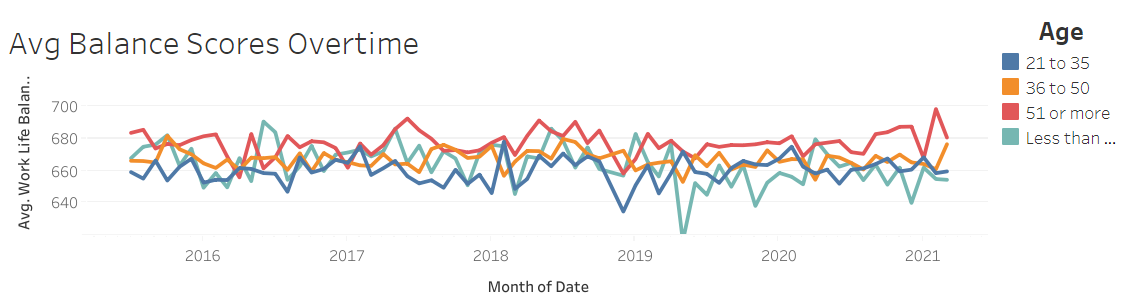 Avg Balance Scores Overtime
Avg. Work Life Balan..
700
680
660
640
2016 2017 2018 2019 2020 2021
Month of Date
Age
21 to 35
36 to 50
51 or more
Less than ...